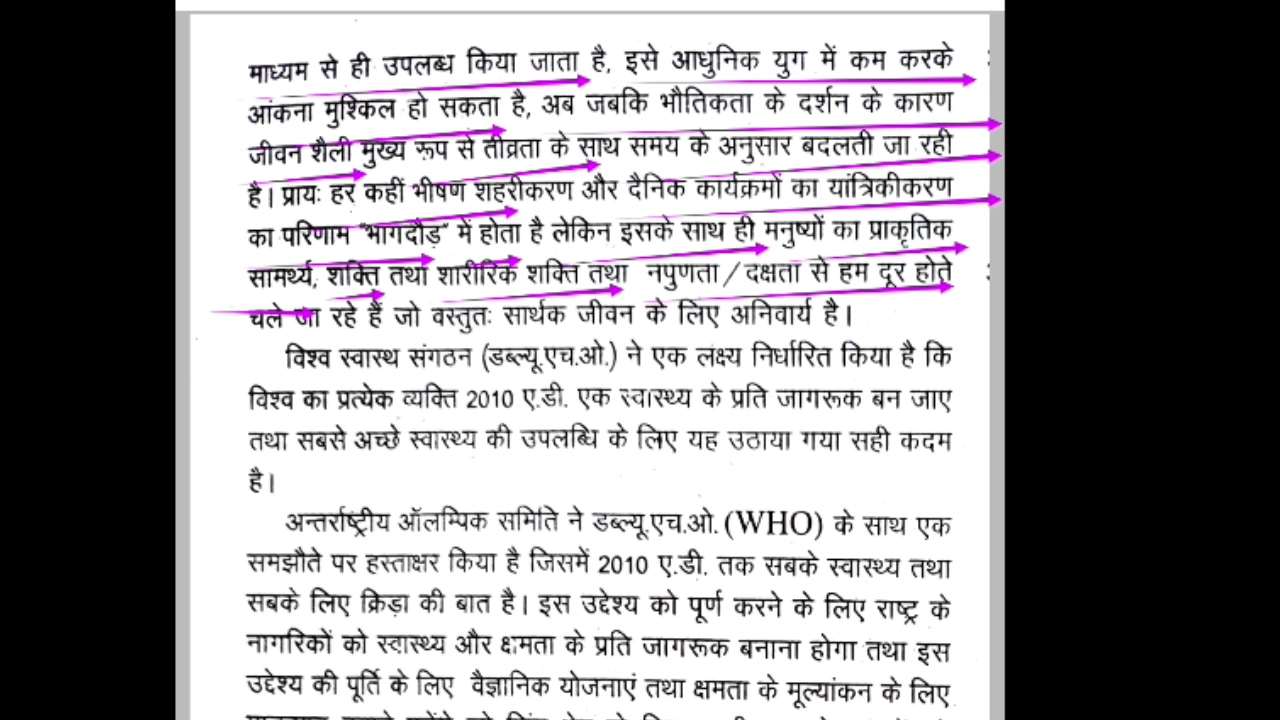 माध्यम से ही उपलब्ध किया जाता है, इसे आधुनिक युग में कम करके
आंकना मुश्किल हो सकता है, अब जबकि भौतिकता के दर्शन के कारण
जीवन शैली मुख्य रूप से तीव्रता के साथ समय के अनुसार बदलती जा रही
है। प्रायः हर कहीं भीषण शहरीकरण और दैनिक कार्यक्रमों का यांत्रिकीकरण
का परिणाम "भागदौड़" में होता है लेकिन इसके साथ ही मनुष्यों का प्राकृतिक
सामर्थ्य, शक्ति तथा शारीरिक शक्ति तथा नपुणता / दक्षता से हम दूर होते
चले जा रहे हैं जो वस्तुतः सार्थक जीवन के लिए अनिवार्य है।
विश्व स्वास्थ संगठन (डब्ल्यू.एच.ओ.) ने एक लक्ष्य निर्धारित किया है कि
विश्व का प्रत्येक व्यक्ति 2010 ए.डी. एक स्वास्थ्य के प्रति जागरूक बन जाए
तथा सबसे अच्छे स्वास्थ्य की उपलब्धि के लिए यह उठाया गया सही कदम
है।
अन्तर्राष्ट्रीय ऑलम्पिक समिति ने डब्ल्यू.एच.ओ. (WHO) के साथ एक
समझौते पर हस्ताक्षर किया है जिसमें 2010 ए.डी. तक सबके स्वास्थ्य तथा
सबके लिए क्रिड़ा की बात है। इस उद्देश्य को पूर्ण करने के लिए राष्ट्र के
नागरिकों को स्वास्थ्य और क्षमता के प्रति जागरूक बनाना होगा तथा इस
उद्देश्य की पूर्ति के लिए वैज्ञानिक योजनाएं तथा क्षमता के मूल्यांकन के लिए